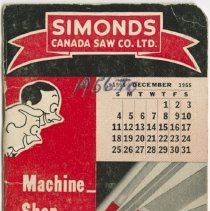 SIMONDS
CANADA SAW CO. LTD.
1956
1955 DECEMBER 1955
S M T W T F S
1 2 3
4 5 6 7 8 9 10
11 12 13 14 15 16 17
18 19 20 21 22 23 24
25 26 27 28 29 30 31
Machine
Shop